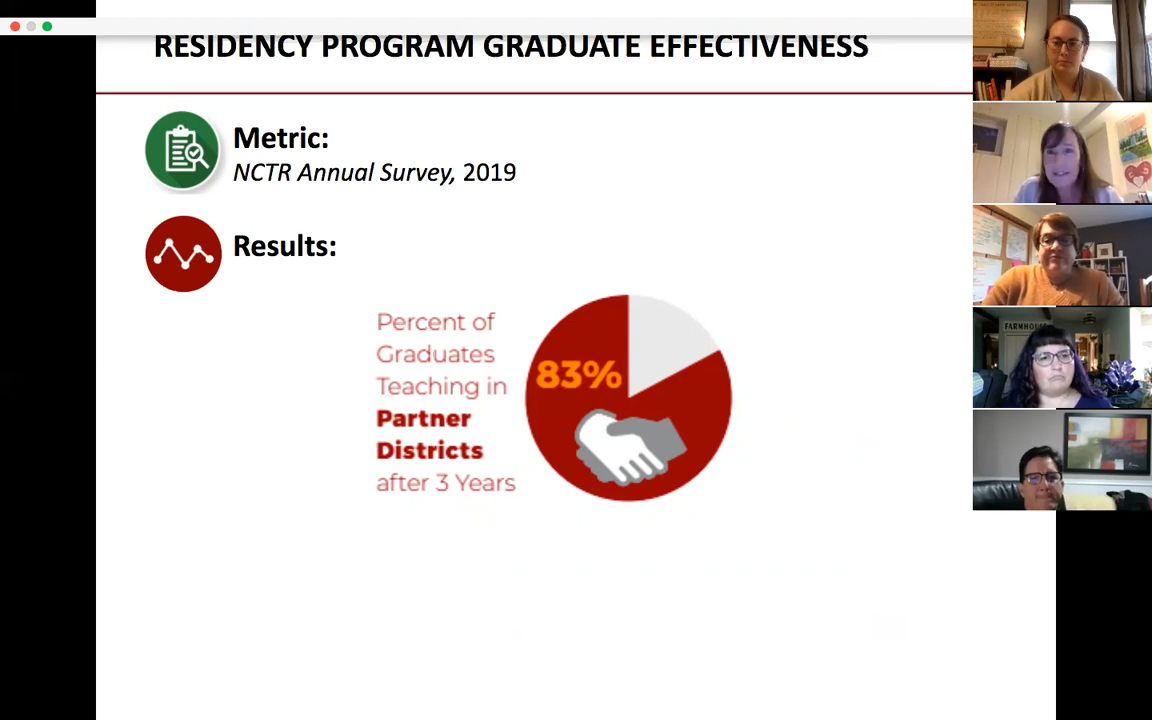 RESIDENCY PROGRAM GRADUATE EFFECTIVENESS
Metric:
NCTR Annual Survey, 2019
Results:
Percent of
Graduates
Teaching in
Partner
Districts
after 3 Years
83%
FARMHOUSE